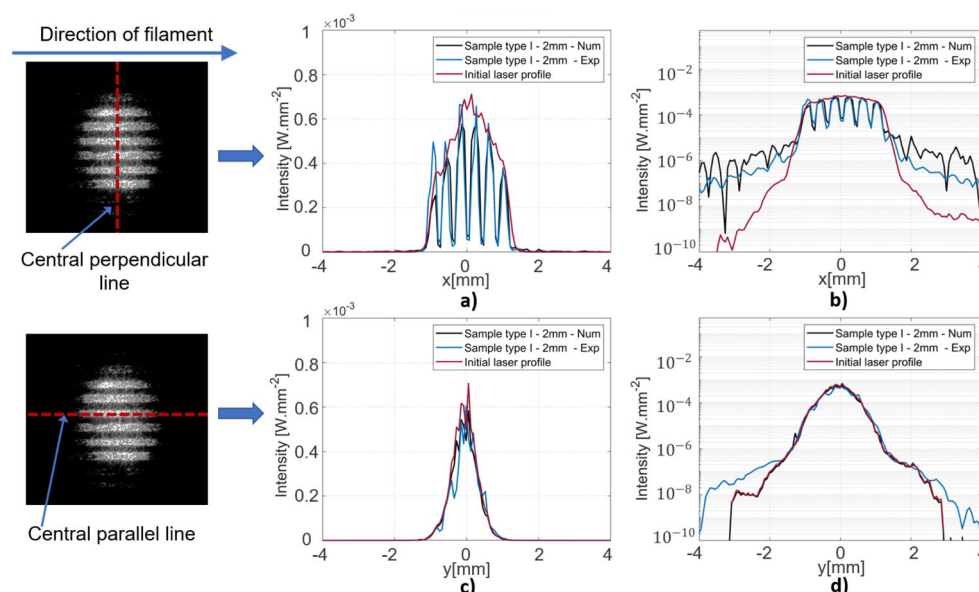 Direction of filament
Central perpendicular
line
Central parallel line
×10⁻³
Intensity [W.mm⁻²]
1
0.8
0.6
0.4
0.2
0
-4
-2
0
2
4
x[mm]
a)
Sample type I - 2mm - Num
Sample type I - 2mm - Exp
Initial laser profile
Intensity [W.mm⁻²]
10⁻²
10⁻⁴
10⁻⁶
10⁻⁸
10⁻¹⁰
-4
-2
0
2
4
x[mm]
b)
Sample type I - 2mm - Num
Sample type I - 2mm - Exp
Initial laser profile
×10⁻³
Intensity [W.mm⁻²]
1
0.8
0.6
0.4
0.2
0
-4
-2
0
2
4
y[mm]
c)
Sample type I - 2mm - Num
Sample type I - 2mm - Exp
Initial laser profile
Intensity [W.mm⁻²]
10⁻²
10⁻⁴
10⁻⁶
10⁻⁸
10⁻¹⁰
-4
-2
0
2
4
y[mm]
d)
Sample type I - 2mm - Num
Sample type I - 2mm - Exp
Initial laser profile